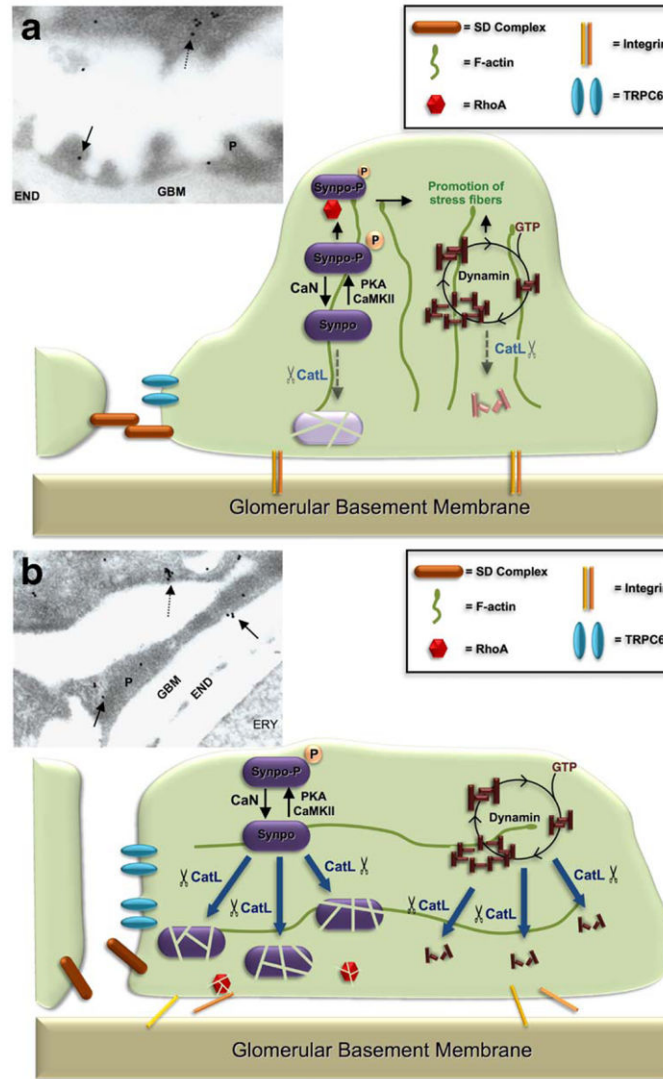 a
P
END
GBM
= SD Complex
= F-actin
= RhoA
= Integrin
= TRPC6
P
Synpo-P
Promotion of
stress fibers
GTP
P
Synpo-P
CaN
PKA
CaMKII
Dynamin
Synpo
CatL
CatL
Glomerular Basement Membrane
b
P
GBM
END
ERY
= SD Complex
= F-actin
= RhoA
= Integrin
= TRPC6
P
Synpo-P
CaN
PKA
CaMKII
Synpo
GTP
Dynamin
CatL
CatL
CatL
CatL
CatL
CatL
Glomerular Basement Membrane